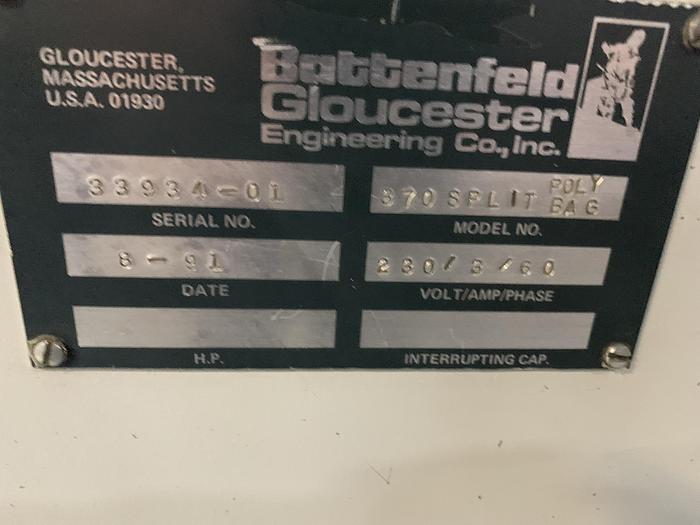 GLOUCESTER,
MASSACHUSETTS
U.S.A. 01930
Battenfeld
Gloucester
Engineering Co., Inc.
33934-01
SERIAL NO.
370 SPLIT POLY BAG
MODEL NO.
8-91
DATE
230/3/60
VOLT/AMP/PHASE
H.P.
INTERRUPTING CAP.